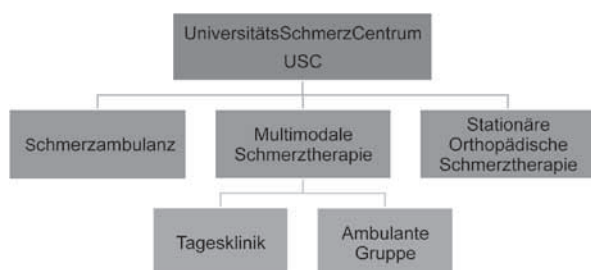 UniversitätsSchmerzCentrum
USC
Schmerzambulanz
Multimodale
Schmerztherapie
Stationäre
Orthopädische
Schmerztherapie
Tagesklinik
Ambulante
Gruppe